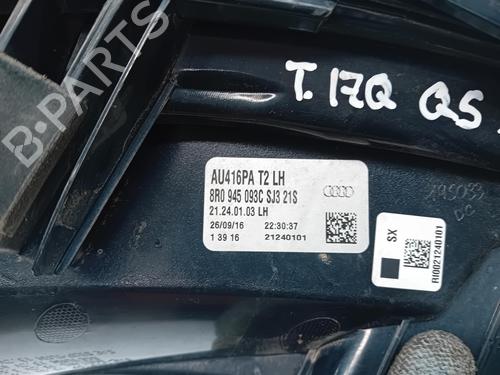 B-PARTS
T.17Q Q5
AU416PA T2 LH
8R0 945 093C SJ3 21S
21.24.01.03 LH
26/09/16 22:30:37
1 39 16 21240101
SX
RI00021240101